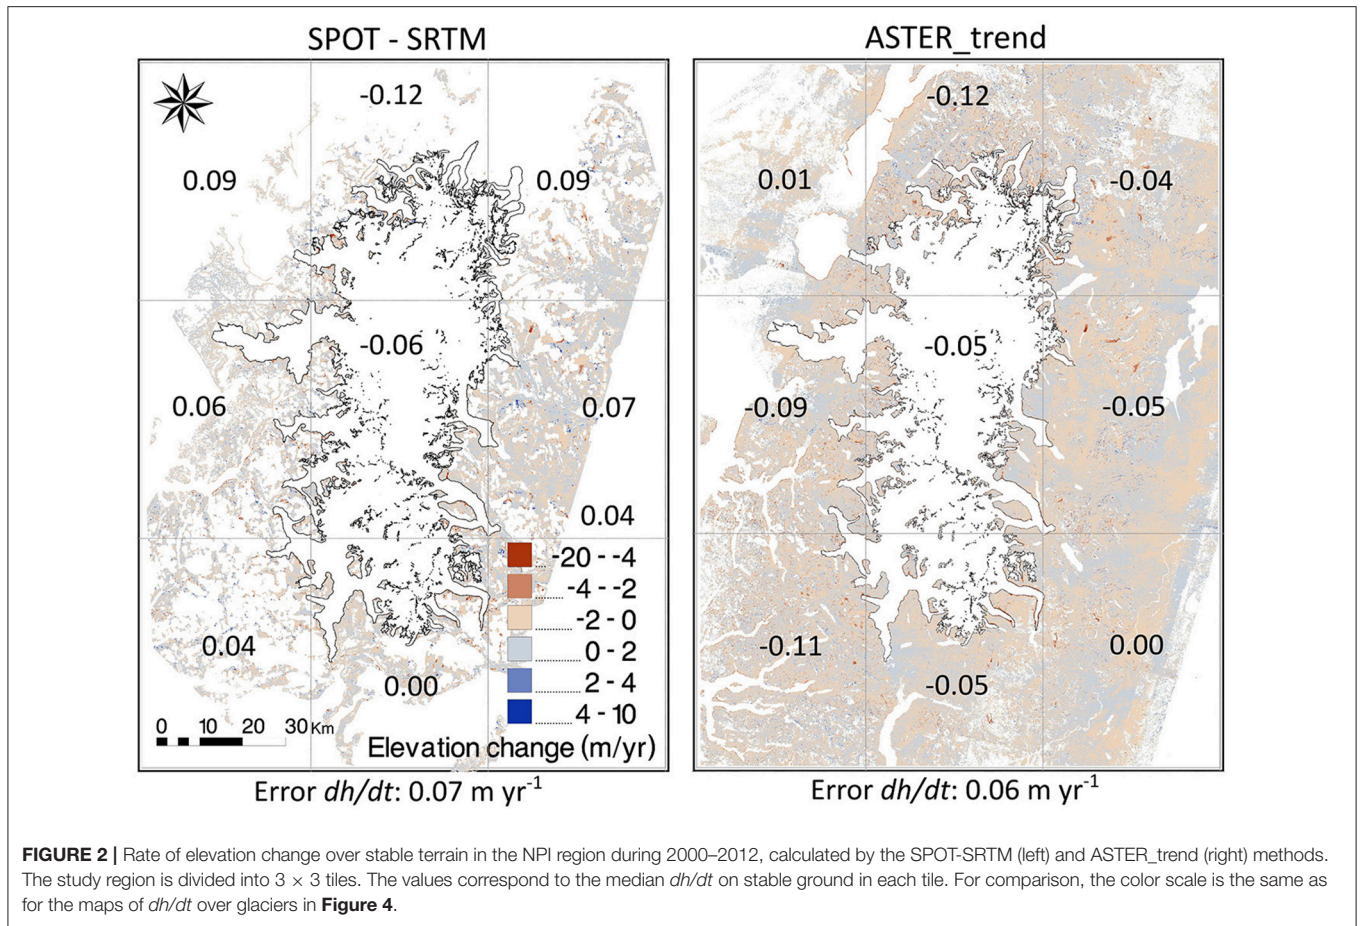 SPOT - SRTM
ASTER_trend
-0.12
0.09
0.09
-0.06
0.06
0.07
0.04
0.04
0.00
-20 - -4
-4 - -2
-2 - 0
0 - 2
2 - 4
4 - 10
Elevation change (m/yr)
0 10 20 30 Km
-0.12
0.01
-0.04
-0.05
-0.09
-0.05
-0.11
0.00
-0.05
Error dh/dt: 0.07 m yr-1
Error dh/dt: 0.06 m yr-1
FIGURE 2 | Rate of elevation change over stable terrain in the NPI region during 2000–2012, calculated by the SPOT-SRTM (left) and ASTER_trend (right) methods.
The study region is divided into 3 × 3 tiles. The values correspond to the median dh/dt on stable ground in each tile. For comparison, the color scale is the same as
for the maps of dh/dt over glaciers in Figure 4.